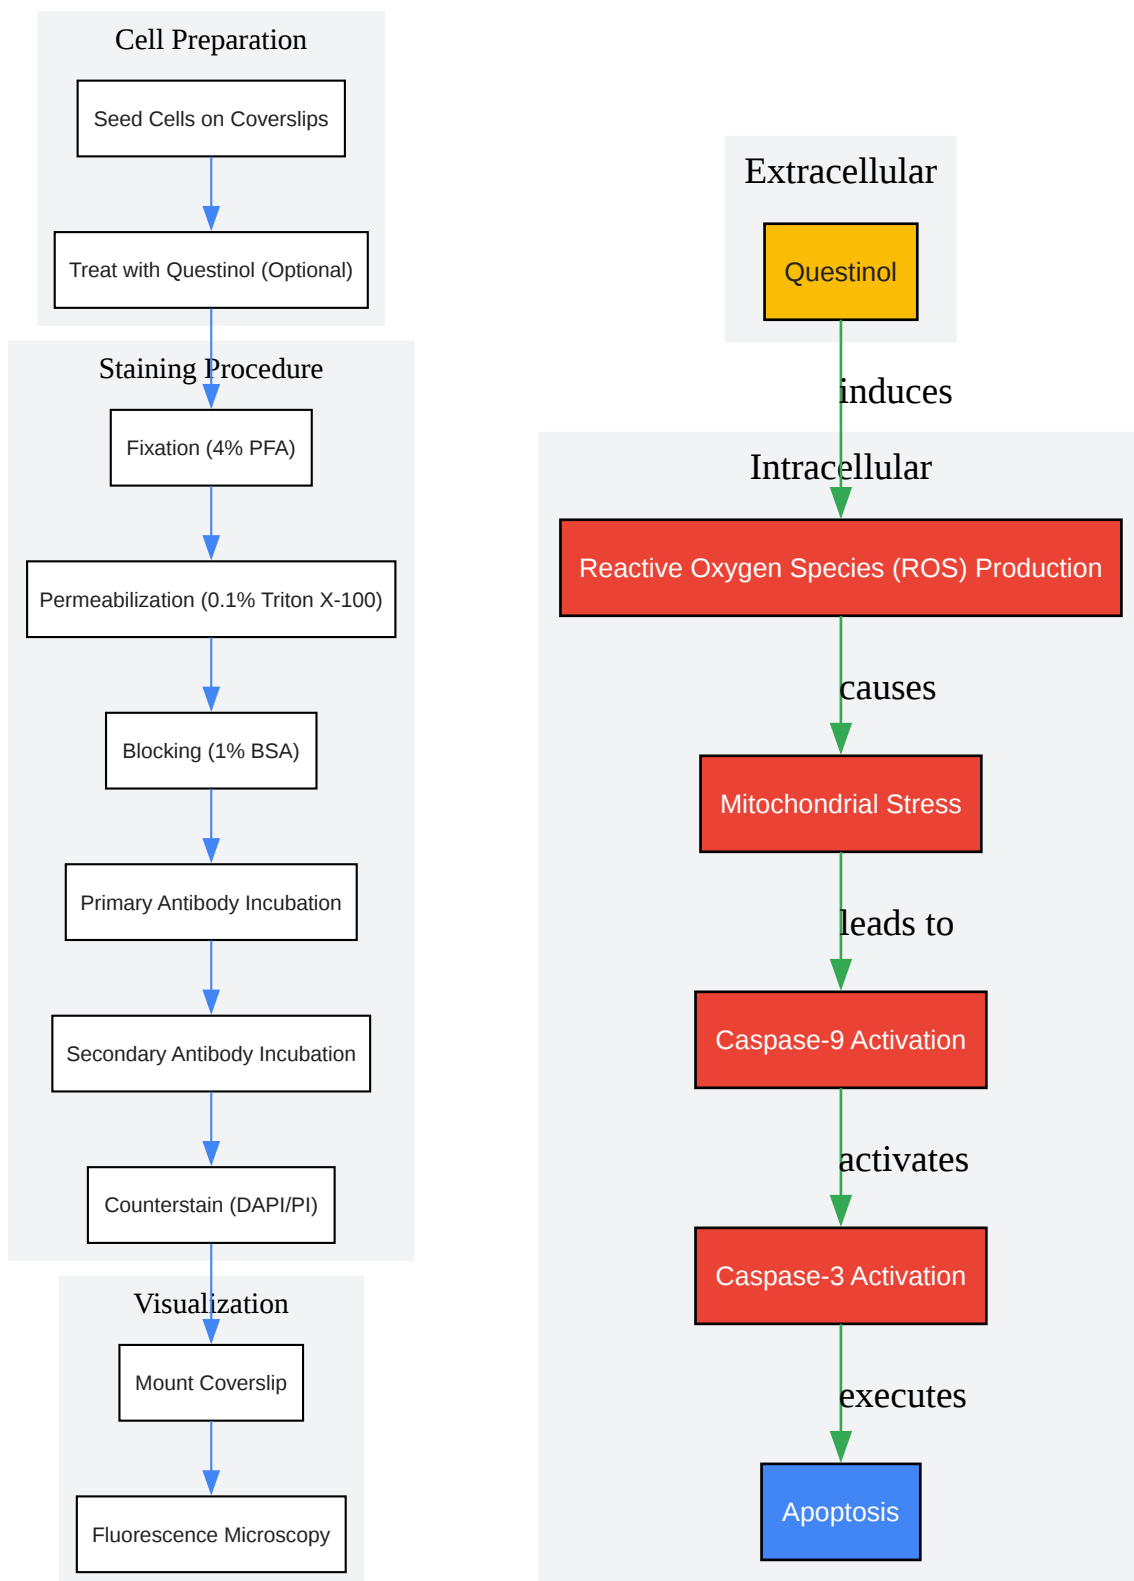 Cell Preparation
Seed Cells on Coverslips
Treat with Questinol (Optional)
Staining Procedure
Fixation (4% PFA)
Permeabilization (0.1% Triton X-100)
Blocking (1% BSA)
Primary Antibody Incubation
Secondary Antibody Incubation
Counterstain (DAPI/PI)
Visualization
Mount Coverslip
Fluorescence Microscopy
Extracellular
Questinol
induces
Intracellular
Reactive Oxygen Species (ROS) Production
causes
Mitochondrial Stress
leads to
Caspase-9 Activation
activates
Caspase-3 Activation
executes
Apoptosis